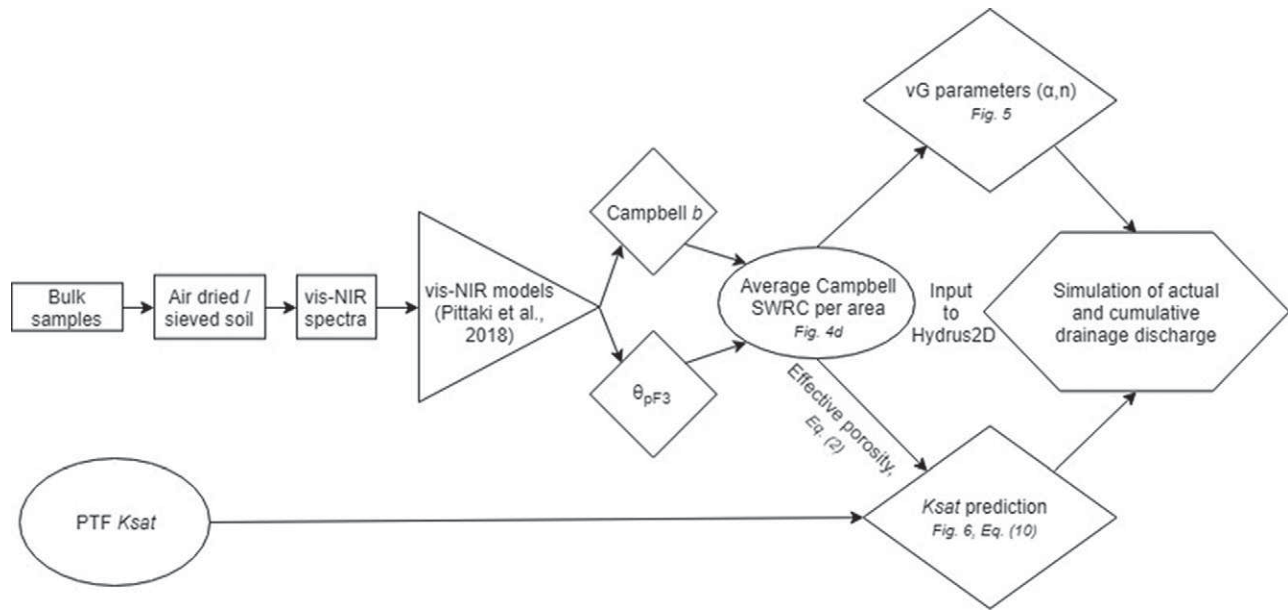 Bulk
samples
Air dried /
sieved soil
vis-NIR
spectra
vis-NIR models
(Pittaki et al.,
2018)
Campbell b
θpF3
Average Campbell
SWRC per area
Fig. 4d
vG parameters (α,n)
Fig. 5
Effective porosity,
Eq. (2)
Input
to
Hydrus2D
Simulation of actual
and cumulative
drainage discharge
PTF Ksat
Ksat prediction
Fig. 6, Eq. (10)